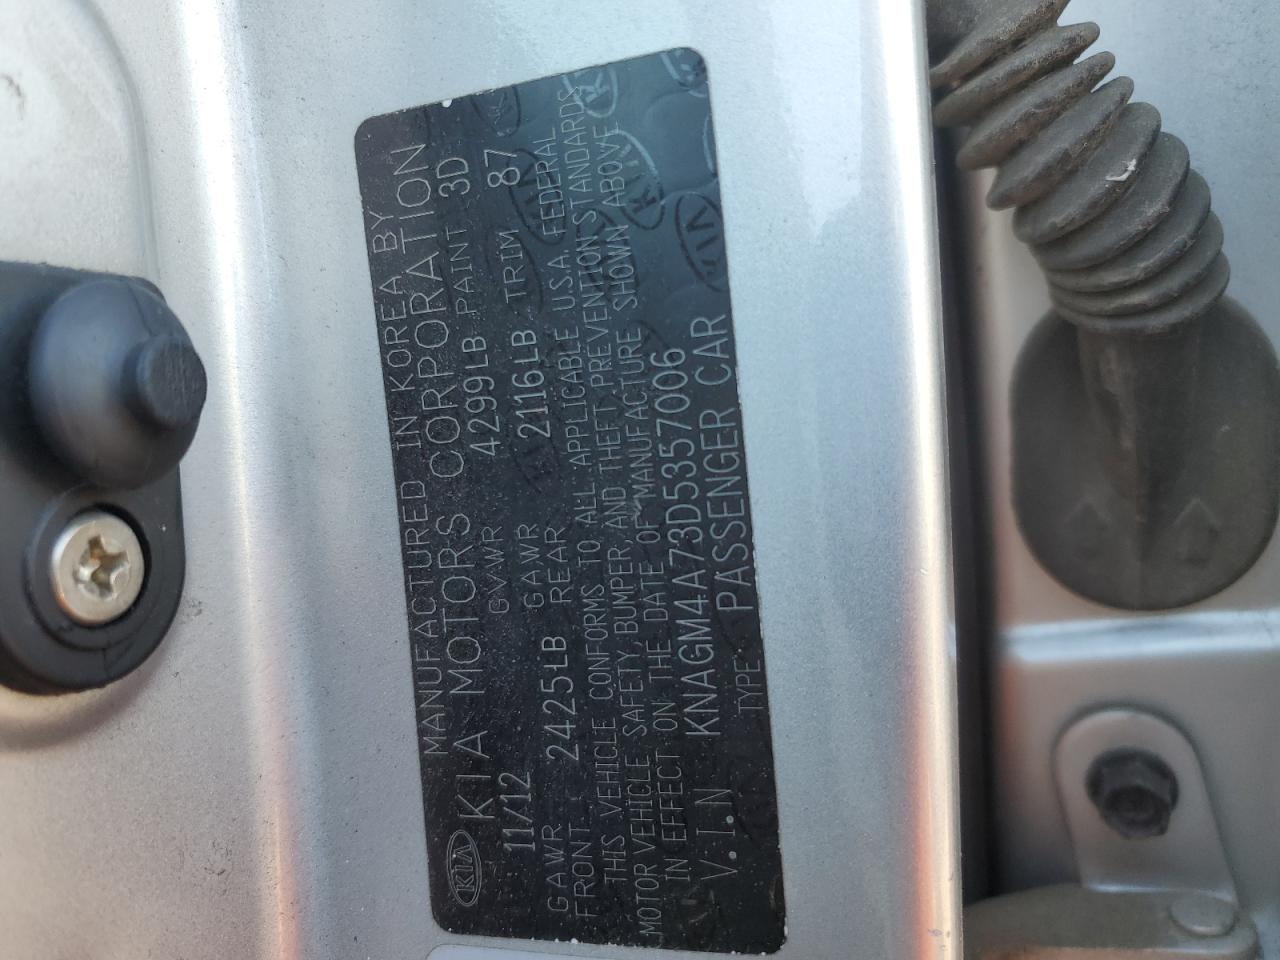 MANUFACTURED IN KOREA BY
KIA KIA MOTORS CORPORATION
11/12 GVWR 4299LB PAINT 3D
GAWR FRONT 2425LB GAWR REAR 2116LB TRIM 87
THIS VEHICLE CONFORMS TO ALL APPLICABLE U.S.A. FEDERAL
MOTOR VEHICLE SAFETY, BUMPER AND THEFT PREVENTION STANDARDS
IN EFFECT ON THE DATE OF MANUFACTURE SHOWN ABOVE
V.I.N KNAGM4A73D5357006
TYPE PASSENGER CAR